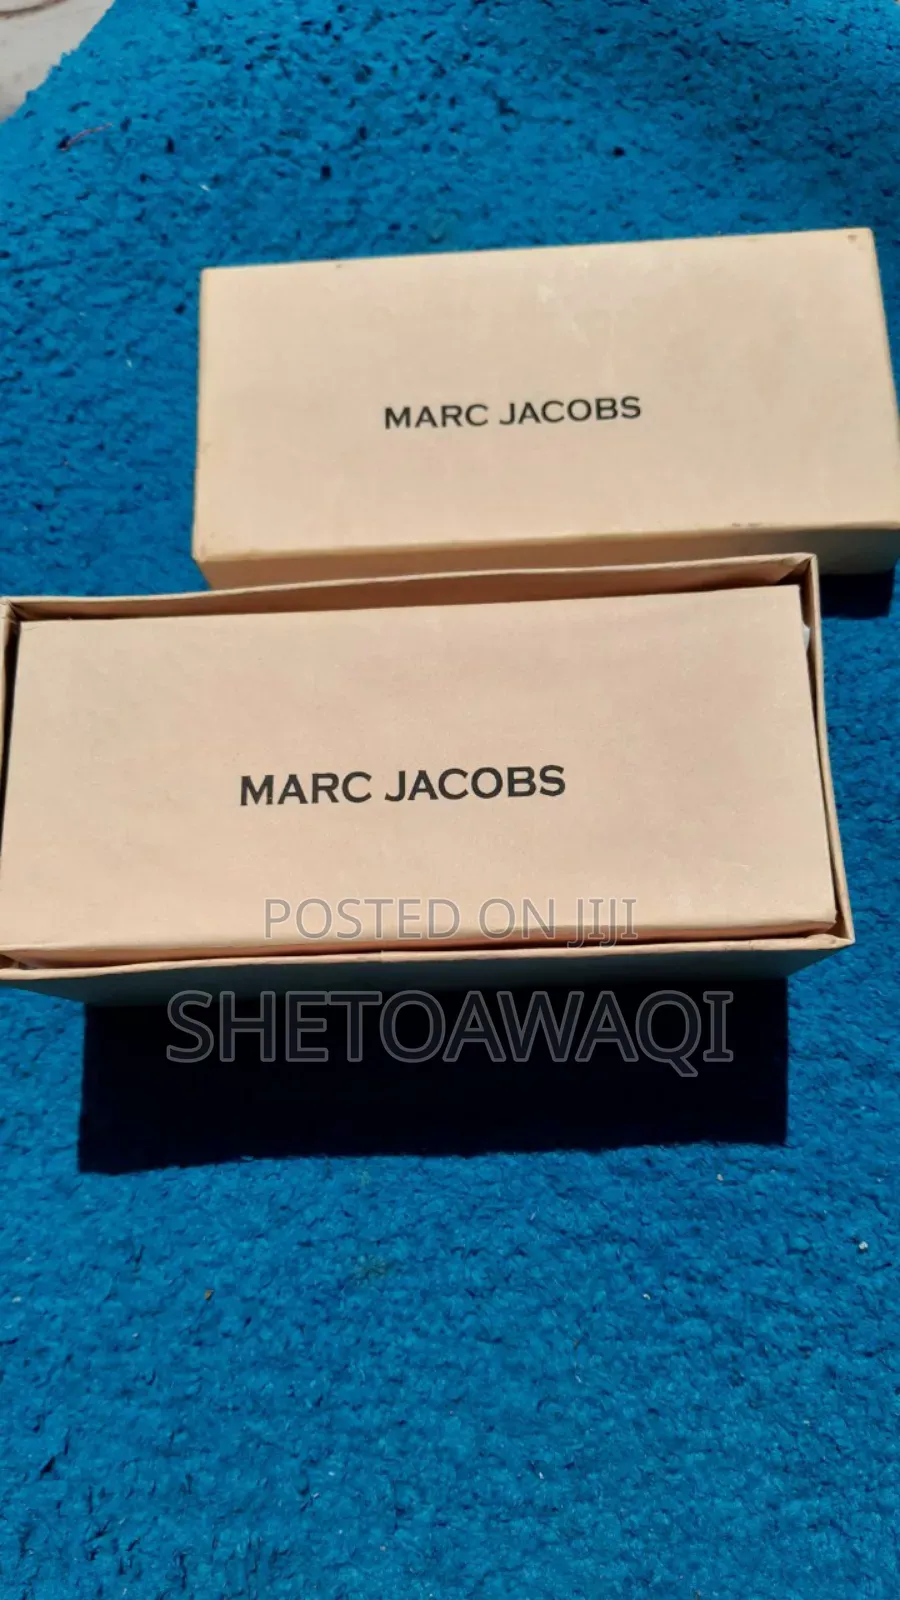 MARC JACOBS
MARC JACOBS
POSTED ON JIJI
SHETOAWAQI